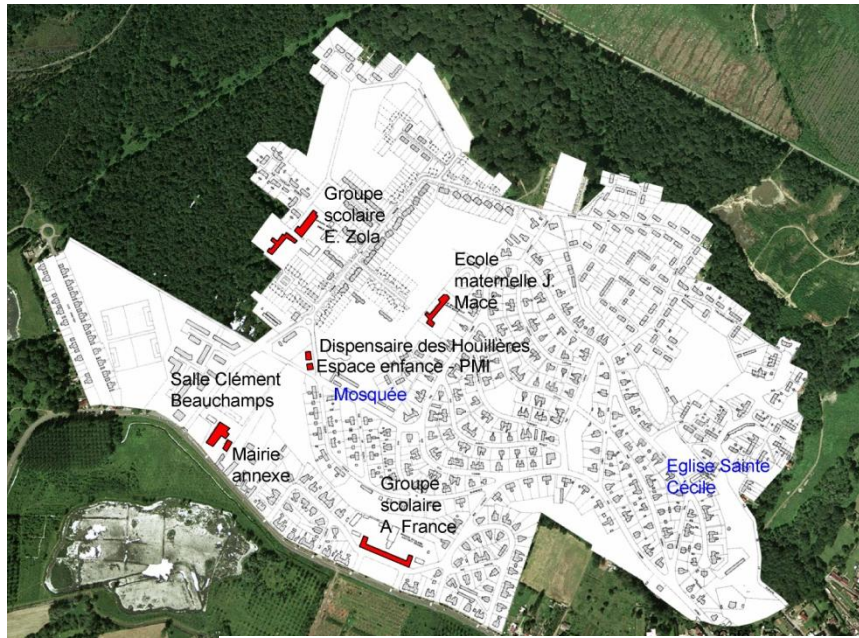 Groupe
scolaire
E. Zola
Ecole
maternelle J.
Macé
Dispensaire des Houillères
Espace enfance - PMI
Mosquée
Salle Clément
Beauchamps
Mairie
annexe
Groupe
scolaire
A. France
Eglise Sainte
Cécile